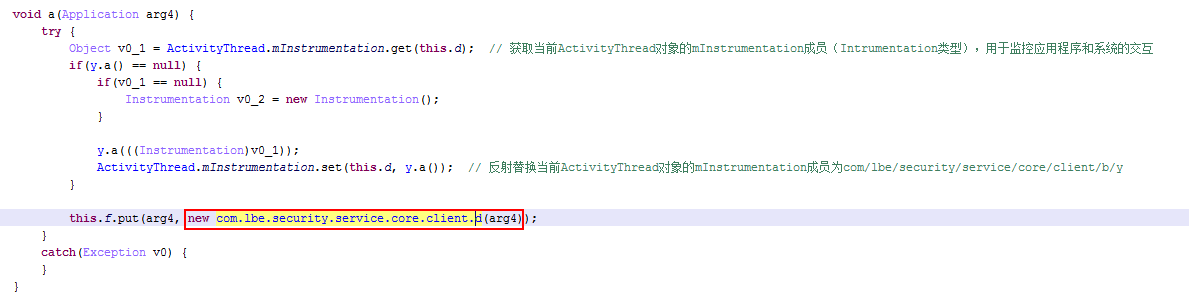 void a(Application arg4) {
    try {
        Object v0_1 = ActivityThread.mInstrumentation.get(this.d);  // 获取当前ActivityThread对象的mInstrumentation成员（Intrumentation类型），用于监控应用程序和系统的交互
        if(y.a() == null) {
            if(v0_1 == null) {
                Instrumentation v0_2 = new Instrumentation();
            }

            y.a(((Instrumentation)v0_1));
            ActivityThread.mInstrumentation.set(this.d, y.a());  // 反射替换当前ActivityThread对象的mInstrumentation成员为com/lbe/security/service/core/client/b/y
        }

        this.f.put(arg4, new com.lbe.security.service.core.client.d(arg4));
    }
    catch(Exception v0) {
    }
}